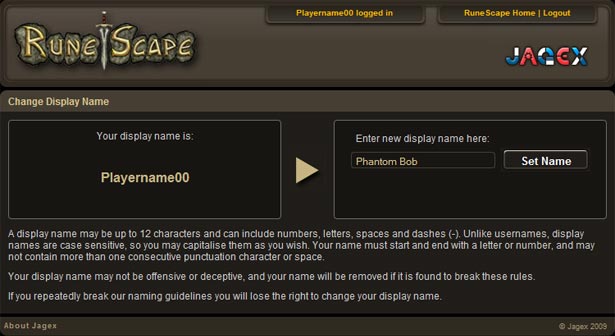 Playername00 logged in
RuneScape Home | Logout
RUNESCAPE
JAGEX
Change Display Name
Your display name is:
Playername00
Enter new display name here:
Phantom Bob
Set Name
A display name may be up to 12 characters and can include numbers, letters, spaces and dashes (-). Unlike usernames, display
names are case sensitive, so you may capitalise them as you wish. Your name must start and end with a letter or number, and may
not contain more than one consecutive punctuation character or space.
Your display name may not be offensive or deceptive, and your name will be removed if it is found to break these rules.
If you repeatedly break our naming guidelines you will lose the right to change your display name.
About Jagex
© Jagex 2009